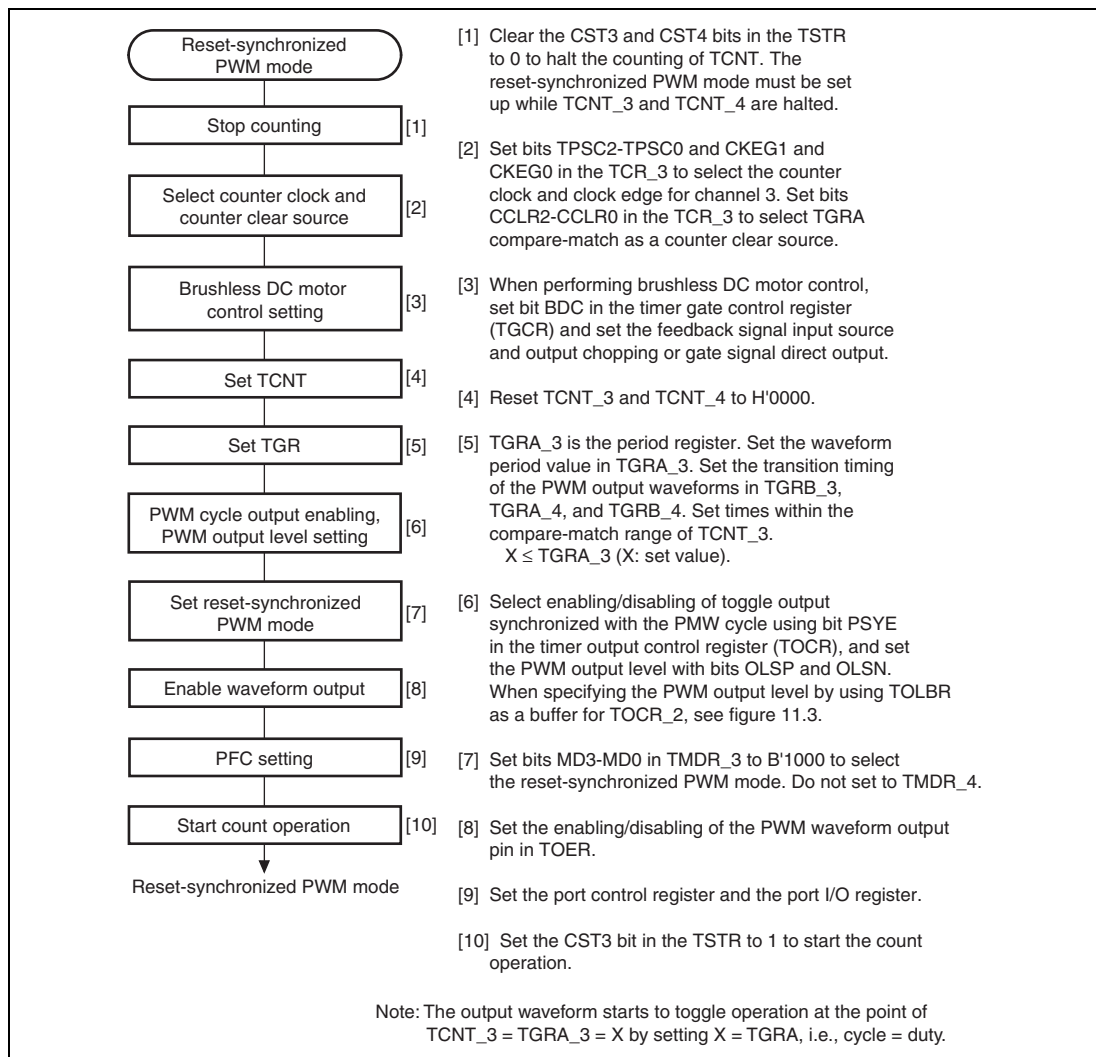 Reset-synchronized
PWM mode
Stop counting
[1]
Select counter clock and
counter clear source
[2]
Brushless DC motor
control setting
[3]
Set TCNT
[4]
Set TGR
[5]
PWM cycle output enabling,
PWM output level setting
[6]
Set reset-synchronized
PWM mode
[7]
Enable waveform output
[8]
PFC setting
[9]
Start count operation
[10]
Reset-synchronized PWM mode
[1] Clear the CST3 and CST4 bits in the TSTR
to 0 to halt the counting of TCNT. The
reset-synchronized PWM mode must be set
up while TCNT_3 and TCNT_4 are halted.
[2] Set bits TPSC2-TPSC0 and CKEG1 and
CKEG0 in the TCR_3 to select the counter
clock and clock edge for channel 3. Set bits
CCLR2-CCLR0 in the TCR_3 to select TGRA
compare-match as a counter clear source.
[3] When performing brushless DC motor control,
set bit BDC in the timer gate control register
(TGCR) and set the feedback signal input source
and output chopping or gate signal direct output.
[4] Reset TCNT_3 and TCNT_4 to H'0000.
[5] TGRA_3 is the period register. Set the waveform
period value in TGRA_3. Set the transition timing
of the PWM output waveforms in TGRB_3,
TGRA_4, and TGRB_4. Set times within the
compare-match range of TCNT_3.
X ≤ TGRA_3 (X: set value).
[6] Select enabling/disabling of toggle output
synchronized with the PMW cycle using bit PSYE
in the timer output control register (TOCR), and set
the PWM output level with bits OLSP and OLSN.
When specifying the PWM output level by using TOLBR
as a buffer for TOCR_2, see figure 11.3.
[7] Set bits MD3-MD0 in TMDR_3 to B'1000 to select
the reset-synchronized PWM mode. Do not set to TMDR_4.
[8] Set the enabling/disabling of the PWM waveform output
pin in TOER.
[9] Set the port control register and the port I/O register.
[10] Set the CST3 bit in the TSTR to 1 to start the count
operation.
Note: The output waveform starts to toggle operation at the point of
TCNT_3 = TGRA_3 = X by setting X = TGRA, i.e., cycle = duty.